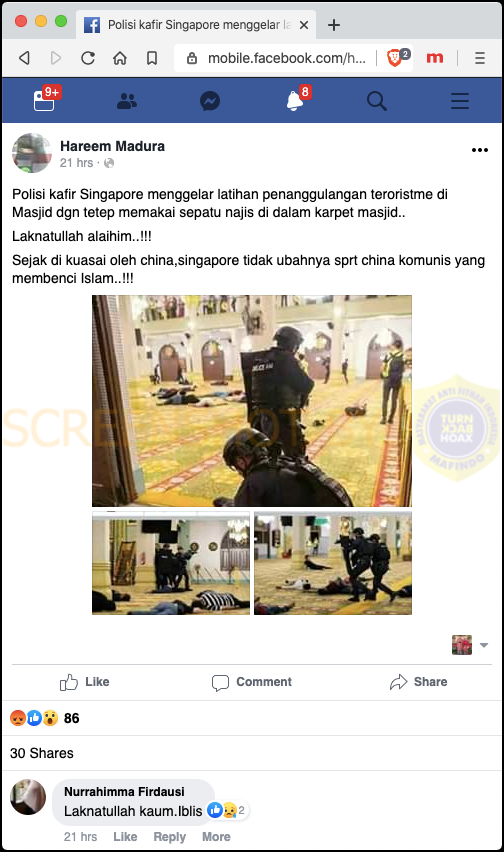 Polisi kafir Singapore menggelar la
mobile.facebook.com/h...
2
m
9+
8
Hareem Madura
21 hrs ·
Polisi kafir Singapore menggelar latihan penanggulangan teroristme di
Masjid dgn tetep memakai sepatu najis di dalam karpet masjid..
Laknatullah alaihim..!!!
Sejak di kuasai oleh china,singapore tidak ubahnya sprt china komunis yang
membenci Islam..!!!
POLICE
MASYARAKAT ANTI FITNAH INDONESIA
TURN
BACK
HOAX
MAFINDO
Like
Comment
Share
86
30 Shares
Nurrahimma Firdausi
Laknatullah kaum.Iblis
2
21 hrs
Like
Reply
More